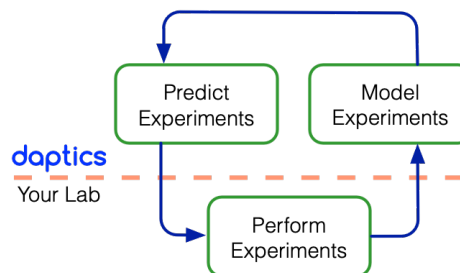 Predict
Experiments
Model
Experiments
daptics
Your Lab
Perform
Experiments